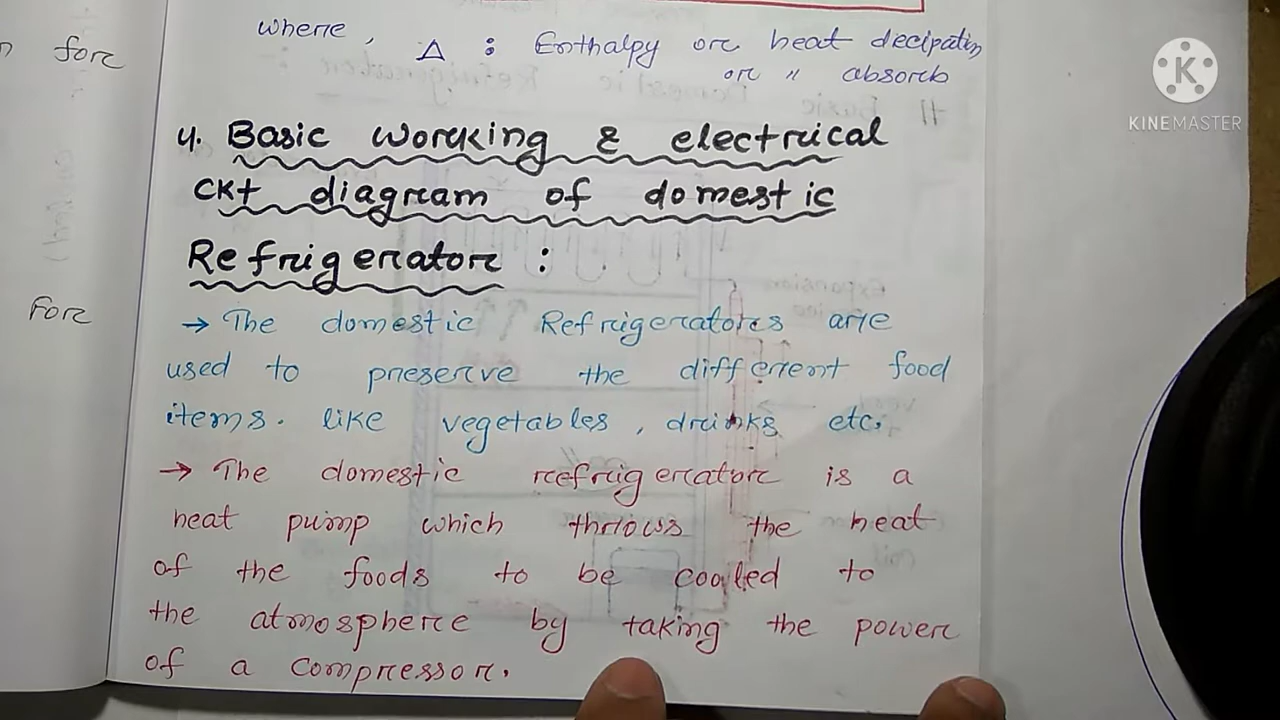 where, Δ : Enthalpy or heat decipatin
or " absorb
n for
K
KINEMASTER
4. Basic working & electrical
ckt diagram of domestic
Refrigerator :
For
→ The domestic Refrigerators are
used to preserve the different food
items. like vegetables, drinks etc.
→ The domestic refrigerator is a
heat pump which throws the heat
of the foods to be cooled to
the atmosphere by taking the power
of a compressor.